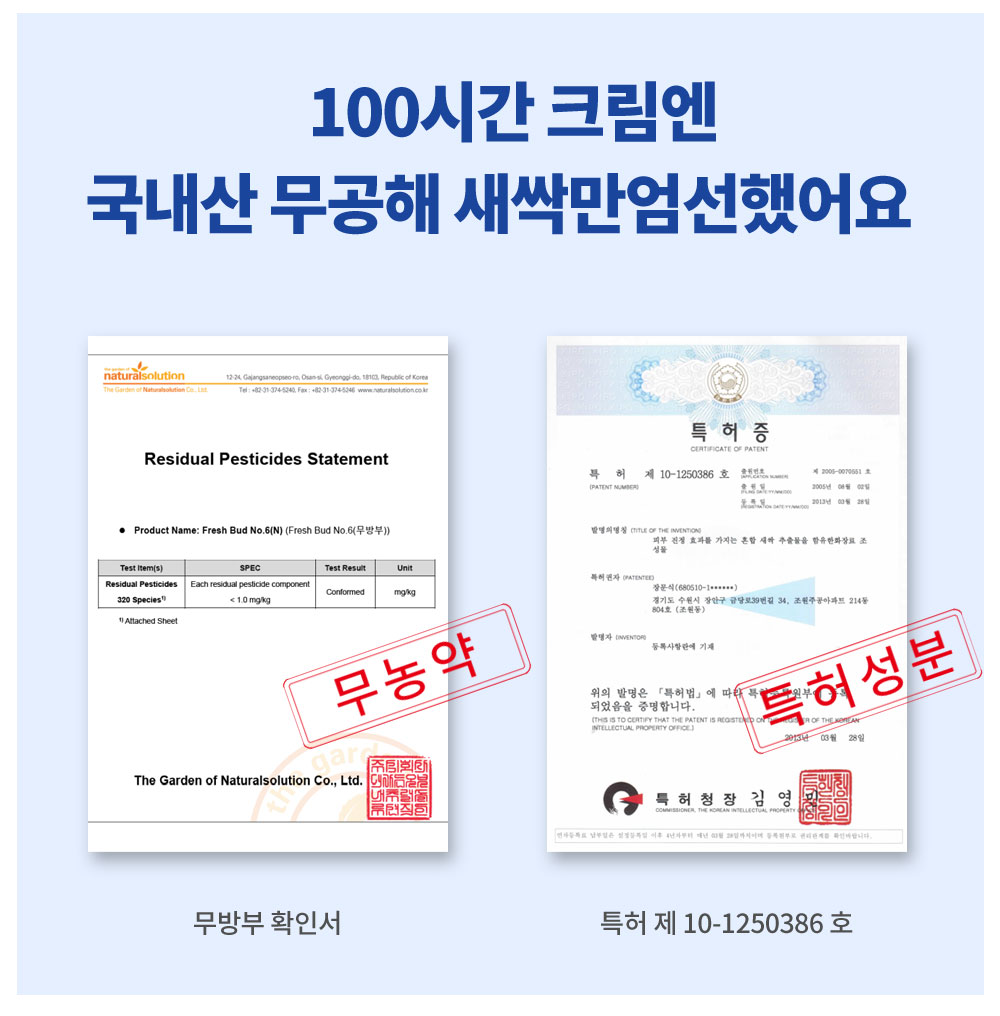 100시간 크림엔
국내산 무공해 새싹만엄선했어요
the garden of
naturalsolution
The Garden of Naturalsolution Co., Ltd.
12-24, Gajangsaneopseo-ro, Osan-si, Gyeonggi-do, 18103, Republic of Korea
Tel : +82-31-374-5240, Fax : +82-31-374-5246 www.naturalsolution.co.kr
Residual Pesticides Statement
● Product Name: Fresh Bud No.6(N) (Fresh Bud No.6(무방부))
Test Item(s) SPEC Test Result Unit
Residual Pesticides
320 Species¹⁾
Each residual pesticide component
< 1.0 mg/kg
Conformed mg/kg
¹⁾ Attached Sheet
무농약
the gard
The Garden of Naturalsolution Co., Ltd.
무방부 확인서
특허증
CERTIFICATE OF PATENT
특 허 제 10-1250386 호
(PATENT NUMBER)
출원번호 제 2005-0070551 호
(APPLICATION NUMBER)
출 원 일 2005년 08월 02일
(FILING DATE:YY/MM/DD)
등 록 일 2013년 03월 28일
(REGISTRATION DATE:YY/MM/DD)
발명의명칭 (TITLE OF THE INVENTION)
피부 진정 효과를 가지는 혼합 새싹 추출물을 함유한화장료 조
성물
특허권자 (PATENTEE)
장문식(680510-1******)
경기도 수원시 장안구 금당로39번길 34, 조원주공아파트 214동
804호 (조원동)
발명자 (INVENTOR)
등록사항란에 기재
특허성분
위의 발명은 「특허법」에 따라 특허등록원부에 등록
되었음을 증명합니다.
(THIS IS TO CERTIFY THAT THE PATENT IS REGISTERED ON THE REGISTER OF THE KOREAN
INTELLECTUAL PROPERTY OFFICE.)
2013년 03월 28일
특허청장 김영민
COMMISSIONER, THE KOREAN INTELLECTUAL PROPERTY
특허 제 10-1250386 호